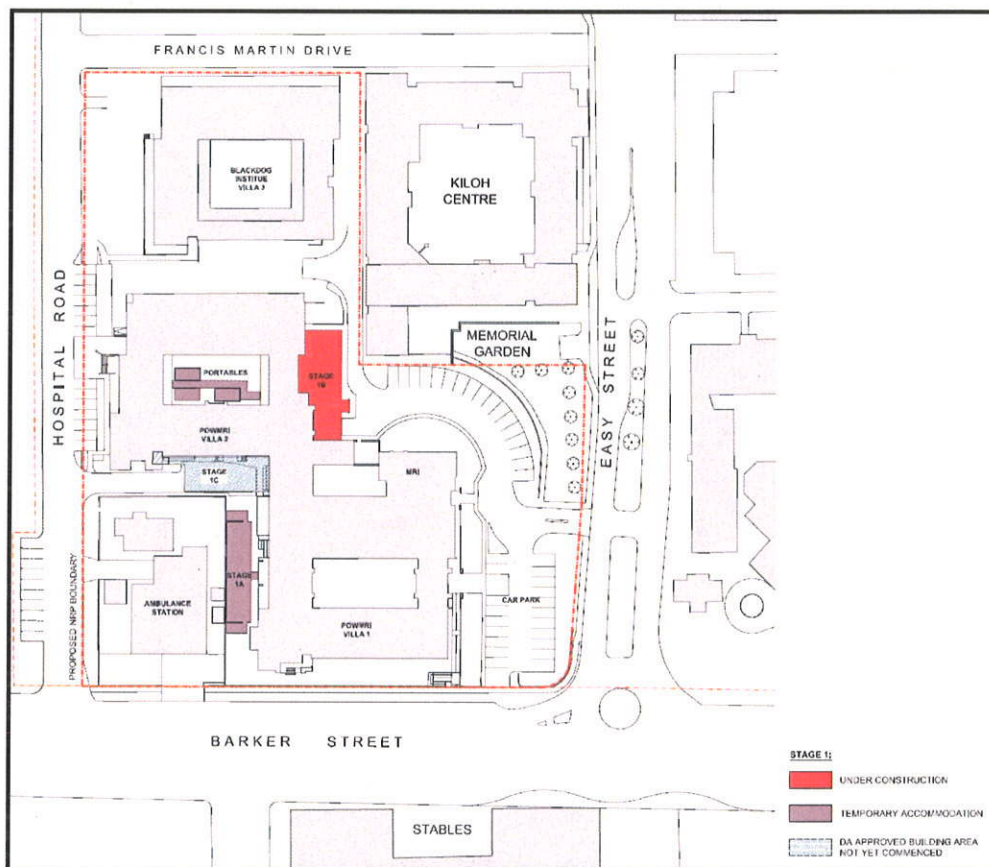 FRANCIS MARTIN DRIVE
BLACKDOG
INSTITUE
VILLA 3
KILOH
CENTRE
HOSPITAL ROAD
MEMORIAL
GARDEN
EASY STREET
PORTABLES
STAGE
1B
POWMRI
VILLA 2
MRI
STAGE
1C
STAGE
1A
PROPOSED NRP BOUNDARY
AMBULANCE
STATION
CAR PARK
POWMRI
VILLA 1
BARKER STREET
STABLES
STAGE 1:
UNDER CONSTRUCTION
TEMPORARY ACCOMMODATION
DA APPROVED BUILDING AREA
NOT YET COMMENCED